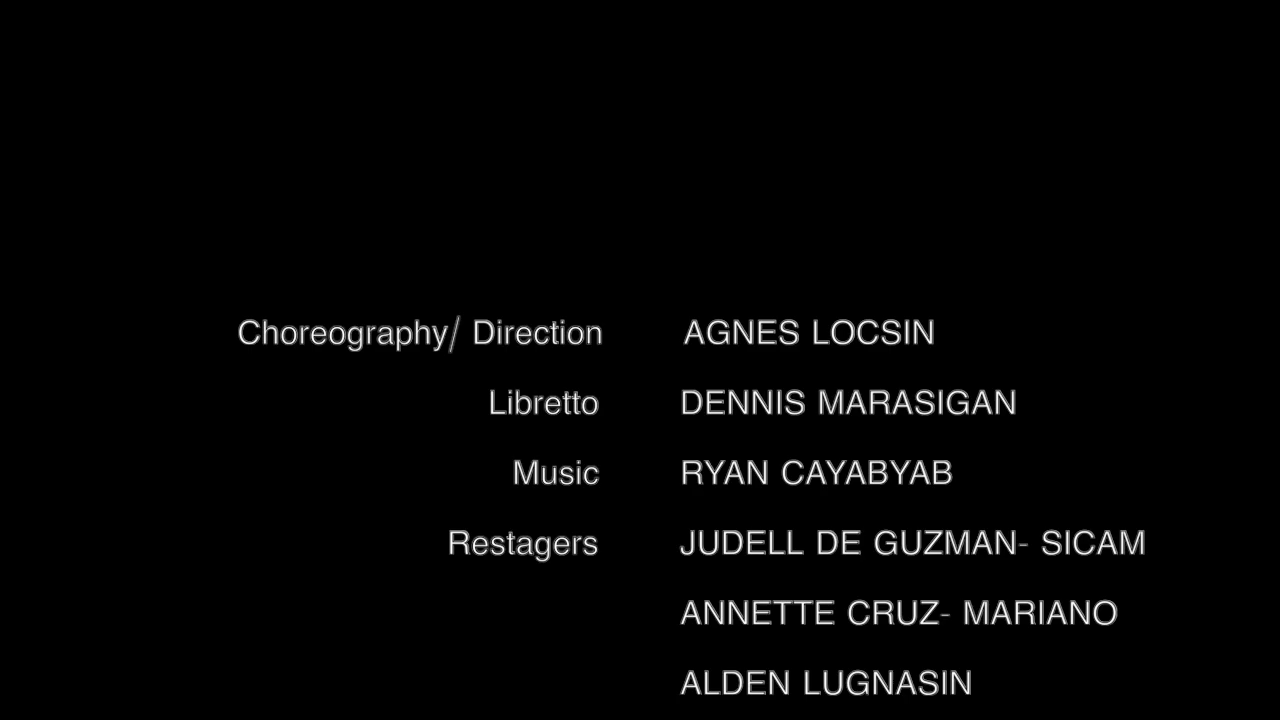 Choreography/ Direction AGNES LOCSIN
Libretto DENNIS MARASIGAN
Music RYAN CAYABYAB
Restagers JUDELL DE GUZMAN- SICAM
ANNETTE CRUZ- MARIANO
ALDEN LUGNASIN